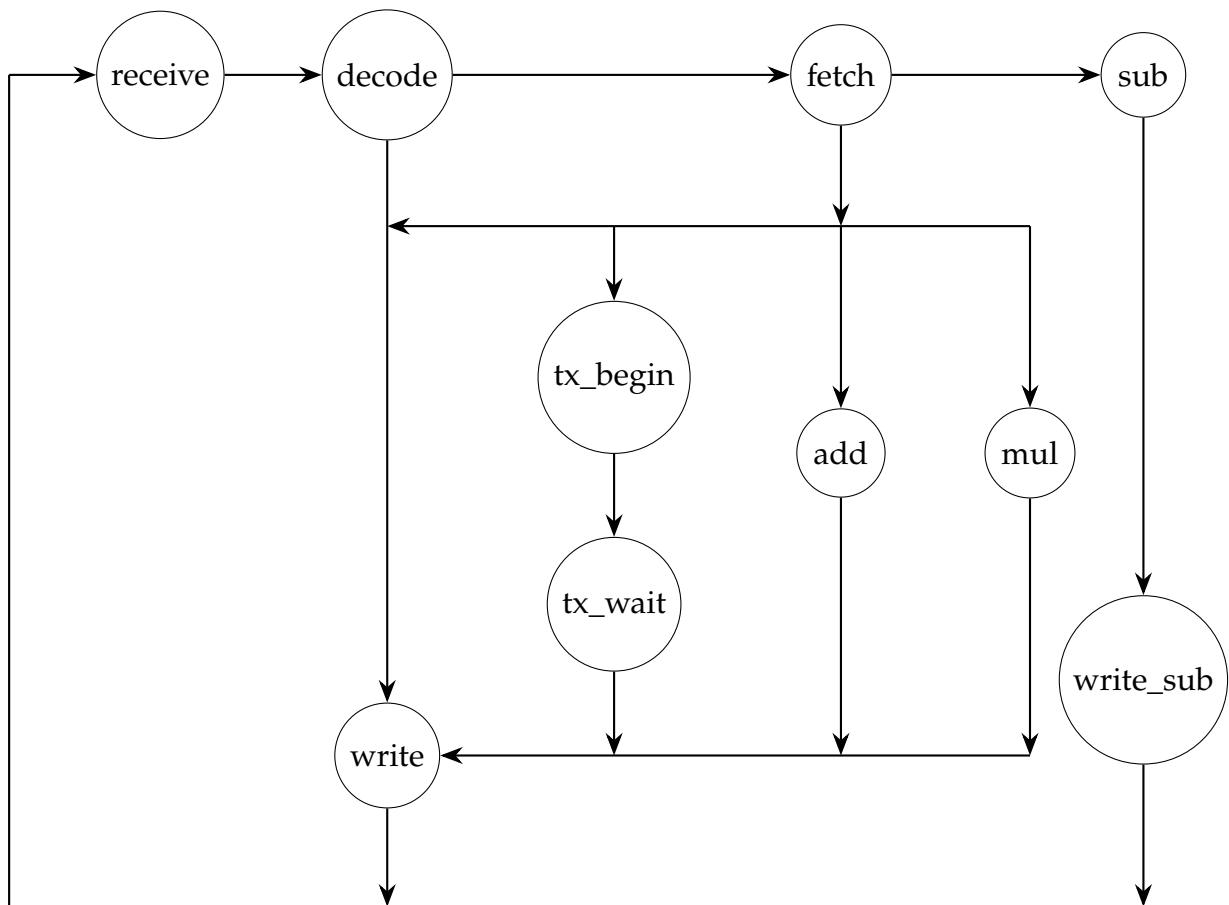 receive
decode
fetch
sub
tx_begin
add
mul
tx_wait
write_sub
write